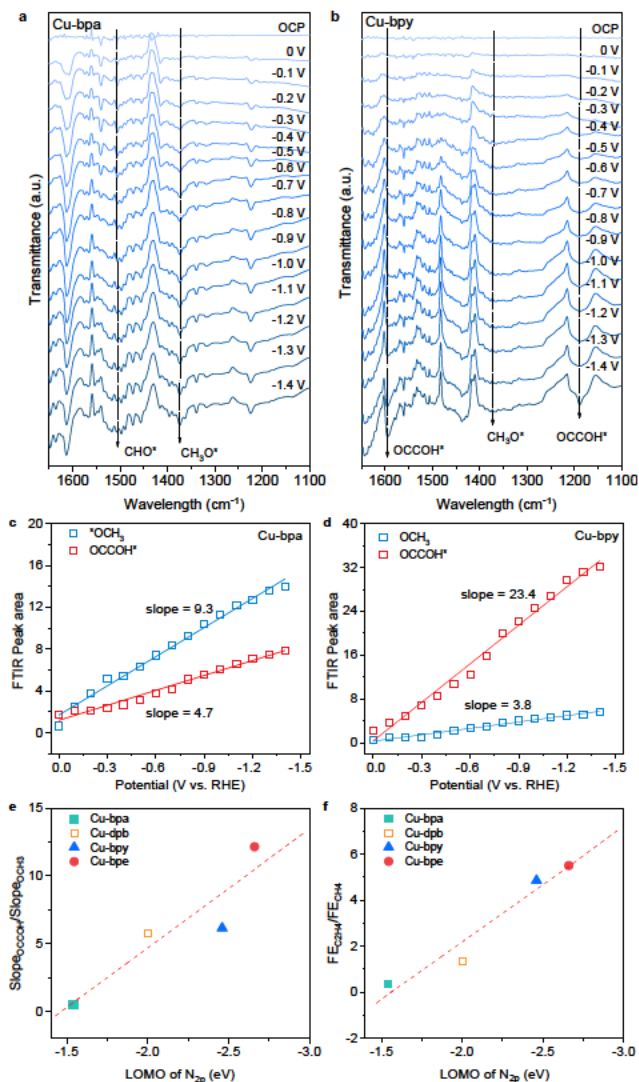 a
Cu-bpa
OCP
0 V
-0.1 V
-0.2 V
-0.3 V
-0.4 V
-0.5 V
-0.6 V
-0.7 V
-0.8 V
-0.9 V
-1.0 V
-1.1 V
-1.2 V
-1.3 V
-1.4 V
CHO*
CH3O*
Transmittance (a.u.)
1600 1500 1400 1300 1200 1100
Wavelength (cm⁻¹)
b
Cu-bpy
OCP
0 V
-0.1 V
-0.2 V
-0.3 V
-0.4 V
-0.5 V
-0.6 V
-0.7 V
-0.8 V
-0.9 V
-1.0 V
-1.1 V
-1.2 V
-1.3 V
-1.4 V
OCCOH*
CH3O*
OCCOH*
Transmittance (a.u.)
1600 1500 1400 1300 1200 1100
Wavelength (cm⁻¹)
c
Cu-bpa
*OCH3
OCCOH*
slope = 9.3
slope = 4.7
FTIR Peak area
20
16
12
8
4
0
0.0 -0.3 -0.6 -0.9 -1.2 -1.5
Potential (V vs. RHE)
d
Cu-bpy
OCH3
OCCOH*
slope = 23.4
slope = 3.8
FTIR Peak area
40
32
24
16
8
0
0.0 -0.3 -0.6 -0.9 -1.2 -1.5
Potential (V vs. RHE)
e
Cu-bpa
Cu-dpb
Cu-bpy
Cu-bpe
SlopeOCCOH/SlopeOCH3
15
10
5
0
-1.5 -2.0 -2.5 -3.0
LOMO of N2p (eV)
f
Cu-bpa
Cu-dpb
Cu-bpy
Cu-bpe
FEC2H4/FECH4
8
6
4
2
0
-2
-1.5 -2.0 -2.5 -3.0
LOMO of N2p (eV)